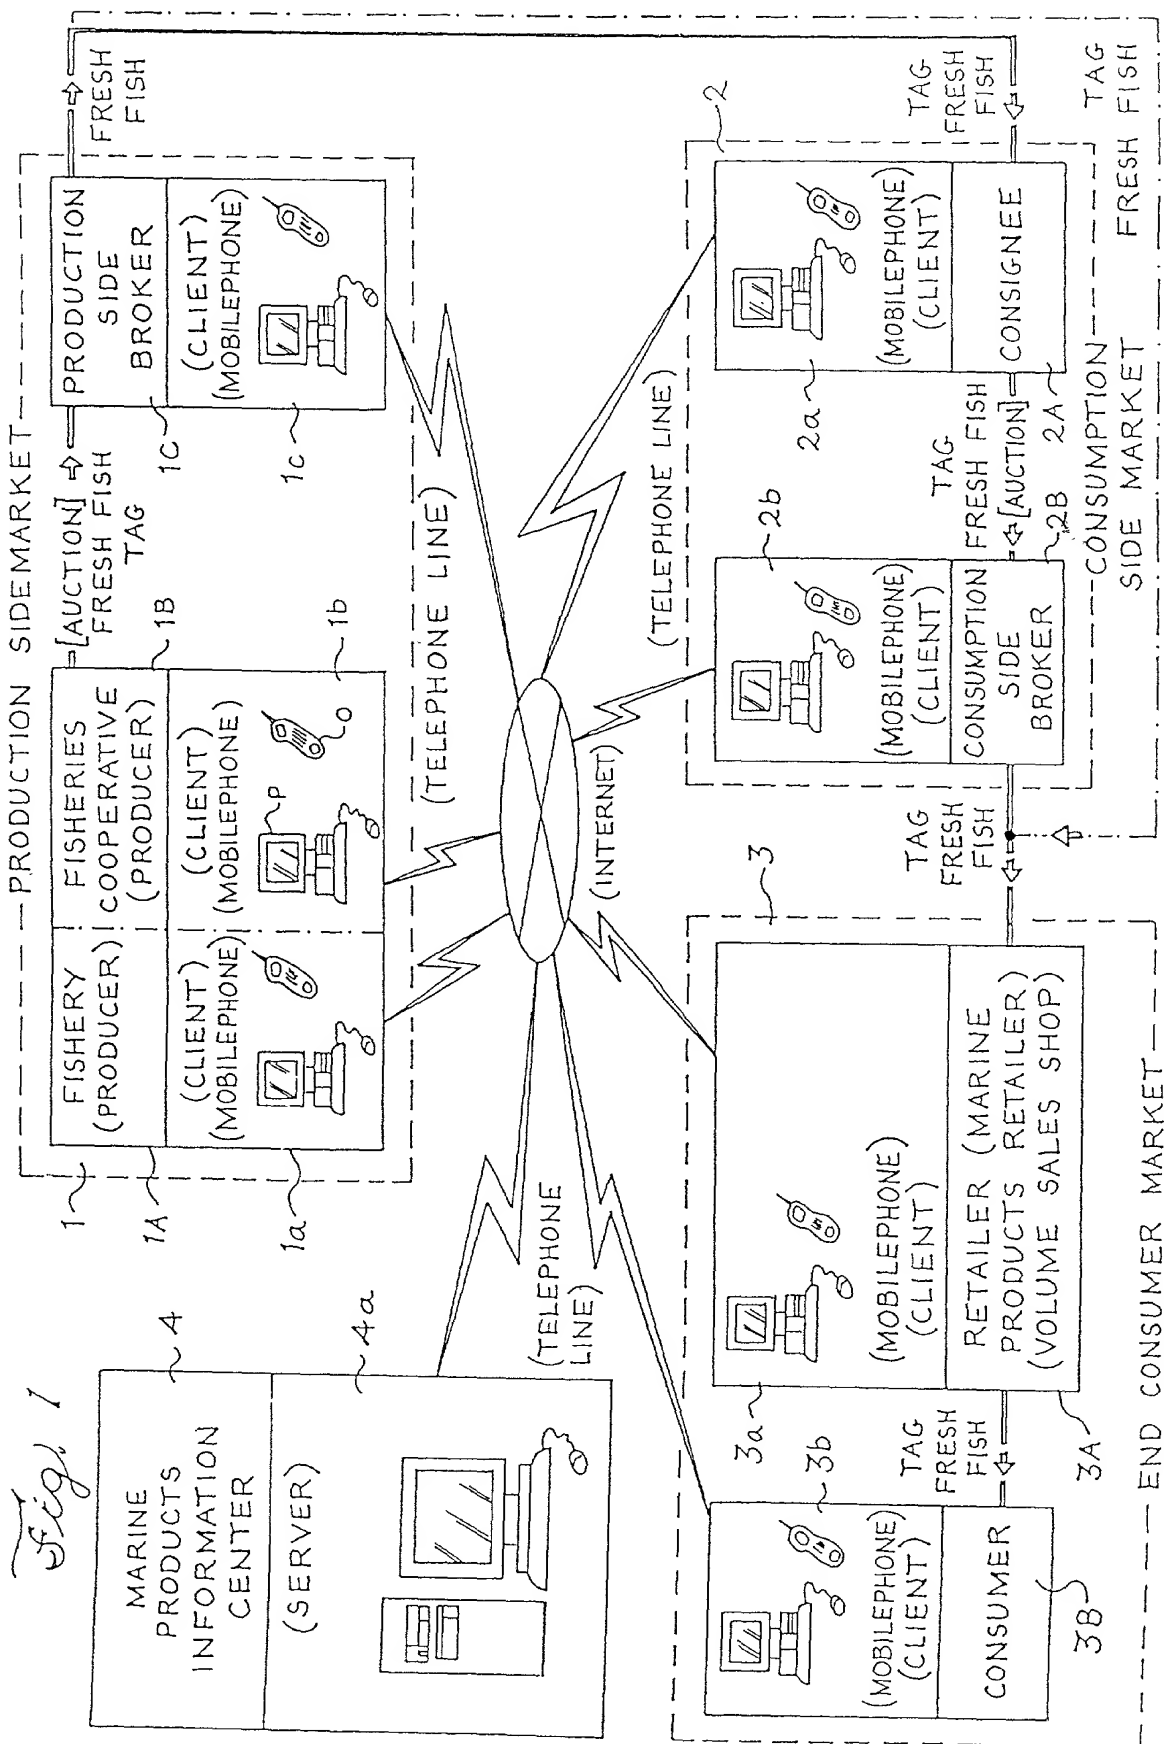 Fig. 1
MARINE
PRODUCTS
INFORMATION
CENTER
4
(SERVER)
4a
(TELEPHONE
LINE)
PRODUCTION SIDEMARKET
1
FISHERY
(PRODUCER)
1A
(CLIENT)
(MOBILEPHONE)
1a
FISHERIES
COOPERATIVE
(PRODUCER)
1B
(CLIENT)
(MOBILEPHONE)
P
O
1b
[AUCTION]
FRESH FISH
TAG
PRODUCTION
SIDE
BROKER
1C
(CLIENT)
(MOBILEPHONE)
1c
FRESH
FISH
(TELEPHONE LINE)
(INTERNET)
(TELEPHONE LINE)
3b
(MOBILEPHONE)
(CLIENT)
CONSUMER
3B
TAG
FRESH
FISH
3
3a
(MOBILEPHONE)
(CLIENT)
RETAILER (MARINE
PRODUCTS RETAILER)
(VOLUME SALES SHOP)
3A
END CONSUMER MARKET
TAG
FRESH
FISH
2b
(MOBILEPHONE)
(CLIENT)
CONSUMPTION
SIDE
BROKER
2B
TAG
FRESH FISH
[AUCTION]
2
2a
(MOBILEPHONE)
(CLIENT)
CONSIGNEE
2A
CONSUMPTION
SIDE MARKET
TAG
FRESH
FISH
TAG
FRESH FISH